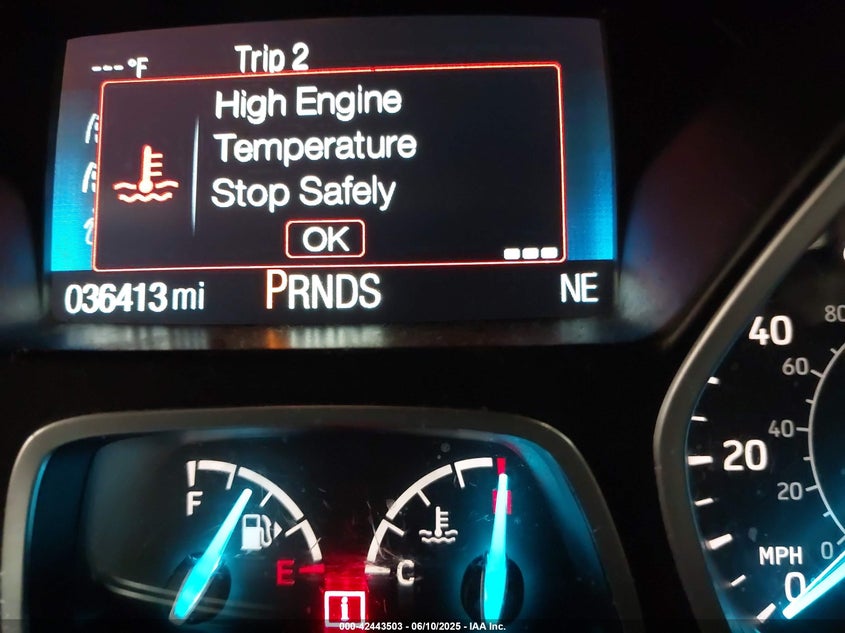 ---°F Trip 2
High Engine
Temperature
Stop Safely
OK
036413 mi PRNDS NE
F
E
C
H
40
20
0
MPH
80
60
40
20
0
000-42443503 - 06/10/2025 - IAA Inc.